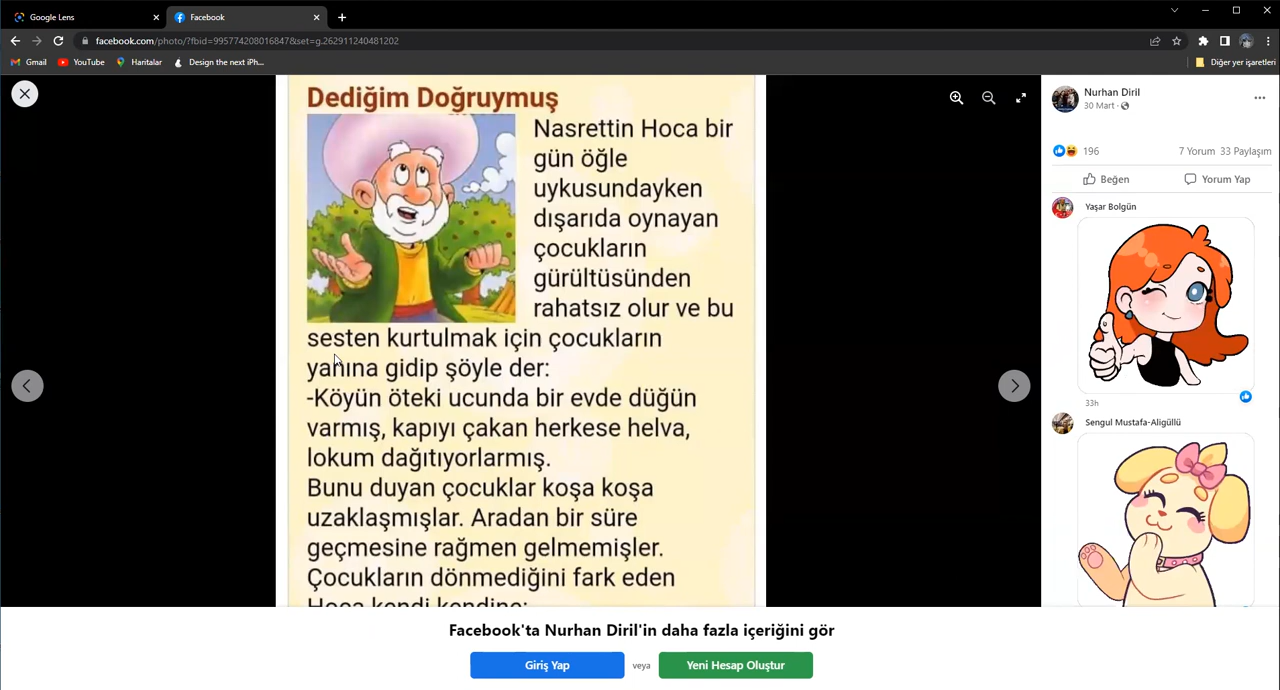 Google Lens
Facebook
facebook.com/photo/?fbid=995774208016847&set=g.262911240481202
Gmail
YouTube
Haritalar
Design the next iPh...
Diğer yer işaretleri
Dediğim Doğruymuş
Nasrettin Hoca bir
gün öğle
uykusundayken
dışarıda oynayan
çocukların
gürültüsünden
rahatsız olur ve bu
sesten kurtulmak için çocukların
yanına gidip şöyle der:
-Köyün öteki ucunda bir evde düğün
varmış, kapıyı çakan herkese helva,
lokum dağıtıyorlarmış.
Bunu duyan çocuklar koşa koşa
uzaklaşmışlar. Aradan bir süre
geçmesine rağmen gelmemişler.
Çocukların dönmediğini fark eden
Hoca kendi kendine:
Nurhan Diril
30 Mart
196
7 Yorum 33 Paylaşım
Beğen
Yorum Yap
Yaşar Bolgün
33h
Sengul Mustafa-Aligüllü
Facebook'ta Nurhan Diril'in daha fazla içeriğini gör
Giriş Yap
veya
Yeni Hesap Oluştur